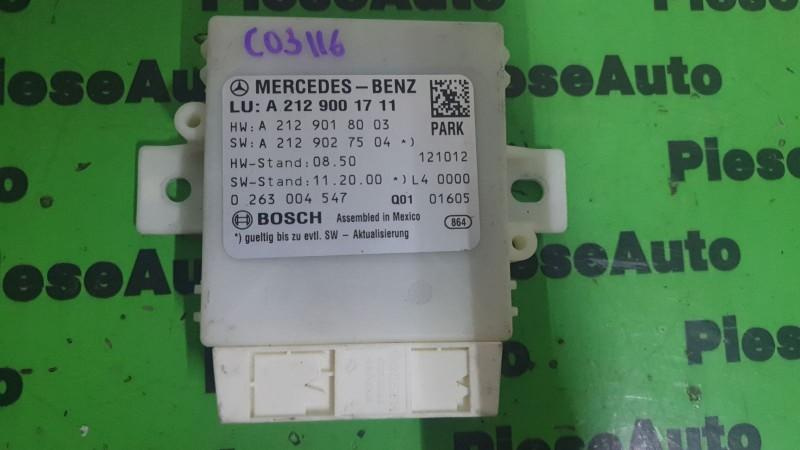 C03116
MERCEDES-BENZ
LU: A 212 900 17 11
HW: A 212 901 80 03
PARK
SW: A 212 902 75 04 *)
HW-Stand: 08.50 121012
SW-Stand: 11.20.00 *) L4 0000
0 263 004 547 Q01 01605
BOSCH Assembled in Mexico 864
*) gueltig bis zu evtl. SW - Aktualisierung
PieseAuto
PieseAuto
PieseAuto
PieseAuto
PieseAuto